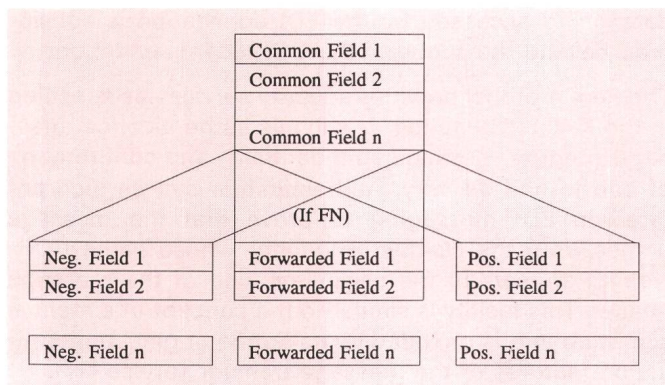 Common Field 1
Common Field 2
Common Field n
(If FN)
Neg. Field 1 Forwarded Field 1 Pos. Field 1
Neg. Field 2 Forwarded Field 2 Pos. Field 2
Neg. Field n Forwarded Field n Pos. Field n